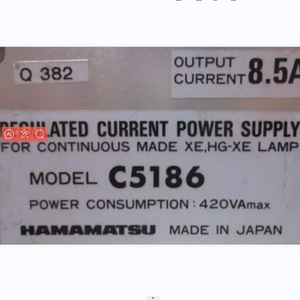 Q 382
OUTPUT
CURRENT 8.5A
REGULATED CURRENT POWER SUPPLY
FOR CONTINUOUS MADE XE,HG-XE LAMP
MODEL C5186
POWER CONSUMPTION:420VAmax
HAMAMATSU MADE IN JAPAN